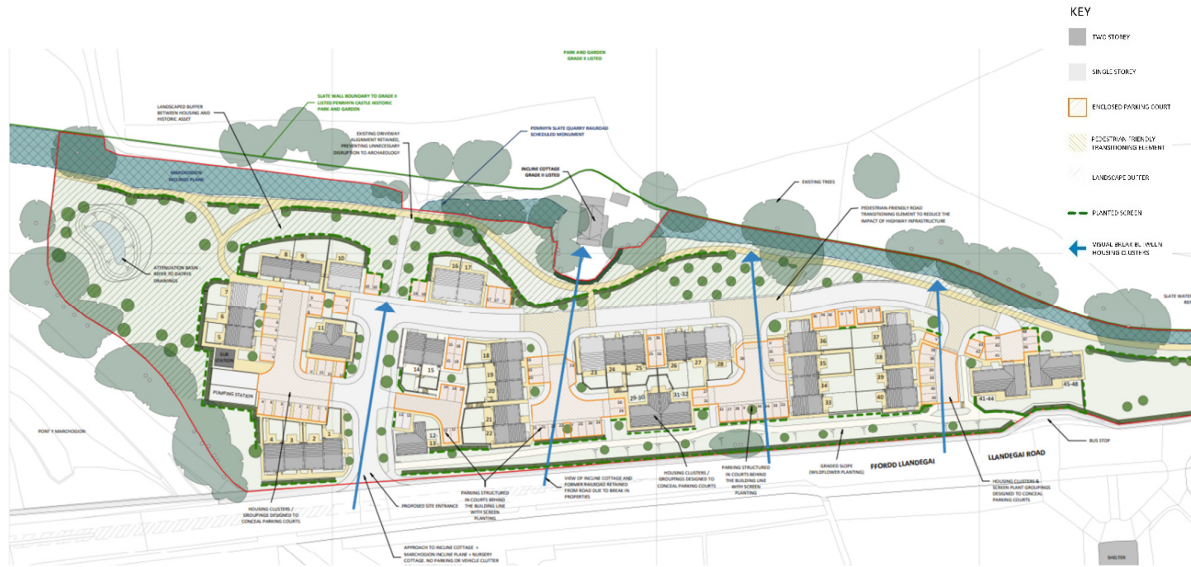 KEY
TWO STOREY
SINGLE STOREY
ENCLOSED PARKING COURT
PEDESTRIAN FRIENDLY
TRANSITIONING ELEMENT
LANDSCAPE BUFFER
PLANTED SCREEN
VISUAL BREAK BETWEEN
HOUSING CLUSTERS
PARK AND GARDEN
GRADE II LISTED
SLATE WALL BOUNDARY TO GRADE II
LISTED PENRHYN CASTLE HISTORIC
PARK AND GARDEN
LANDSCAPED BUFFER
BETWEEN HOUSING AND
HISTORIC ASSET
EXISTING DRIVEWAY
ALIGNMENT RETAINED,
PREVENTING UNNECESSARY
DISRUPTION TO ARCHAEOLOGY
PENRHYN SLATE QUARRY RAILROAD
SCHEDULED MONUMENT
INCLINE COTTAGE
GRADE II LISTED
EXISTING TREES
PEDESTRIAN-FRIENDLY ROAD
TRANSITIONING ELEMENT TO REDUCE THE
IMPACT OF HIGHWAY INFRASTRUCTURE
MARCHOGION
INCLINED PLANE
ATTENUATION BASIN -
REFER TO DATRYS
DRAWINGS
SLATE WATER
8
9
10
16
17
6
5
11
SUB
STATION
PUMPING STATION
4
3
2
1
14
15
12-
13
18
19
20
21
22
23
24
25
26
27
28
29-30
31-32
36
35
34
33
37
38
39
40
41-44
45-48
PONT Y MARCHOGION
HOUSING CLUSTERS /
GROUPINGS DESIGNED TO
CONCEAL PARKING COURTS
PROPOSED SITE ENTRANCE
PARKING STRUCTURED
IN COURTS BEHIND
THE BUILDING LINE
WITH SCREEN
PLANTING
VIEW OF INCLINE COTTAGE AND
FORMER RAILROAD RETAINED
FROM ROAD DUE TO BREAK IN
PROPERTIES
HOUSING CLUSTERS /
GROUPINGS DESIGNED TO
CONCEAL PARKING COURTS
PARKING STRUCTURED
IN COURTS BEHIND
THE BUILDING LINE
WITH SCREEN
PLANTING
GRADED SLOPE
(WILDFLOWER PLANTING)
FFORDD LLANDEGAI
LLANDEGAI ROAD
BUS STOP
HOUSING CLUSTERS &
SCREEN PLANT GROUPINGS
DESIGNED TO CONCEAL
PARKING COURTS
APPROACH TO INCLINE COTTAGE +
MARCHOGION INCLINE PLANE + NURSERY
COTTAGE. NO PARKING OR VEHICLE CLUTTER
SHELTER